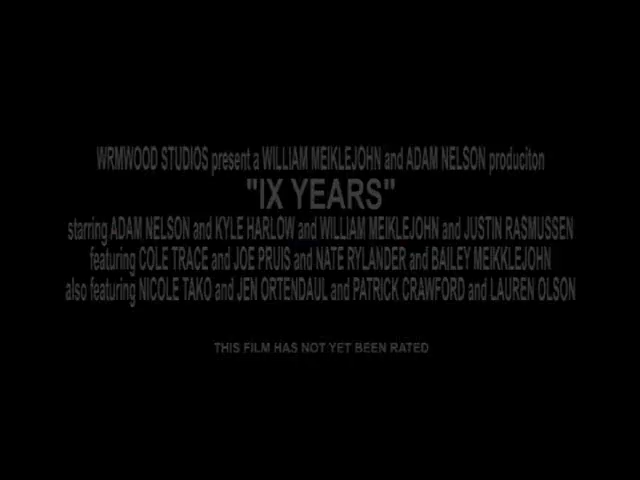 WRMWOOD STUDIOS present a WILLIAM MEIKLEJOHN and ADAM NELSON produciton
"IX YEARS"
starring ADAM NELSON and KYLE HARLOW and WILLIAM MEIKLEJOHN and JUSTIN RASMUSSEN
featuring COLE TRACE and JOE PRUIS and NATE RYLANDER and BAILEY MEIKKLEJOHN
also featuring NICOLE TAKO and JEN ORTENDAUL and PATRICK CRAWFORD and LAUREN OLSON
THIS FILM HAS NOT YET BEEN RATED